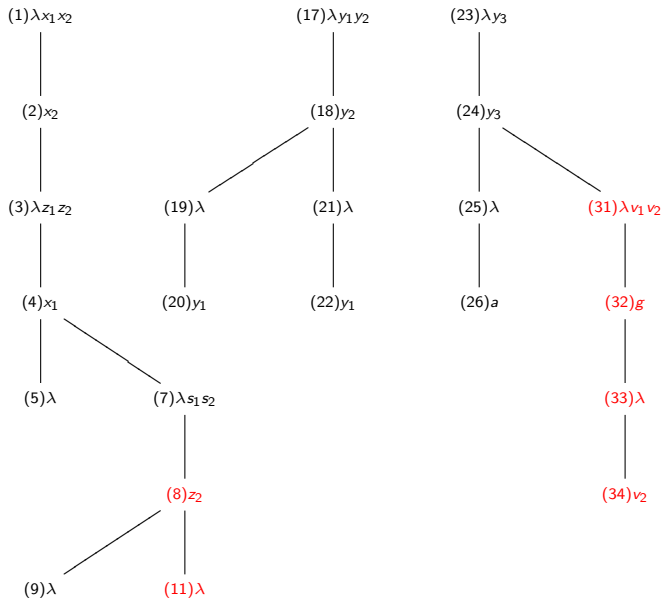 (1)λx₁x₂ (17)λy₁y₂ (23)λy₃
(2)x₂ (18)y₂ (24)y₃
(3)λz₁z₂ (19)λ (21)λ (25)λ (31)λv₁v₂
(4)x₁ (20)y₁ (22)y₁ (26)a (32)g
(5)λ (7)λs₁s₂ (33)λ
(8)z₂ (34)v₂
(9)λ (11)λ